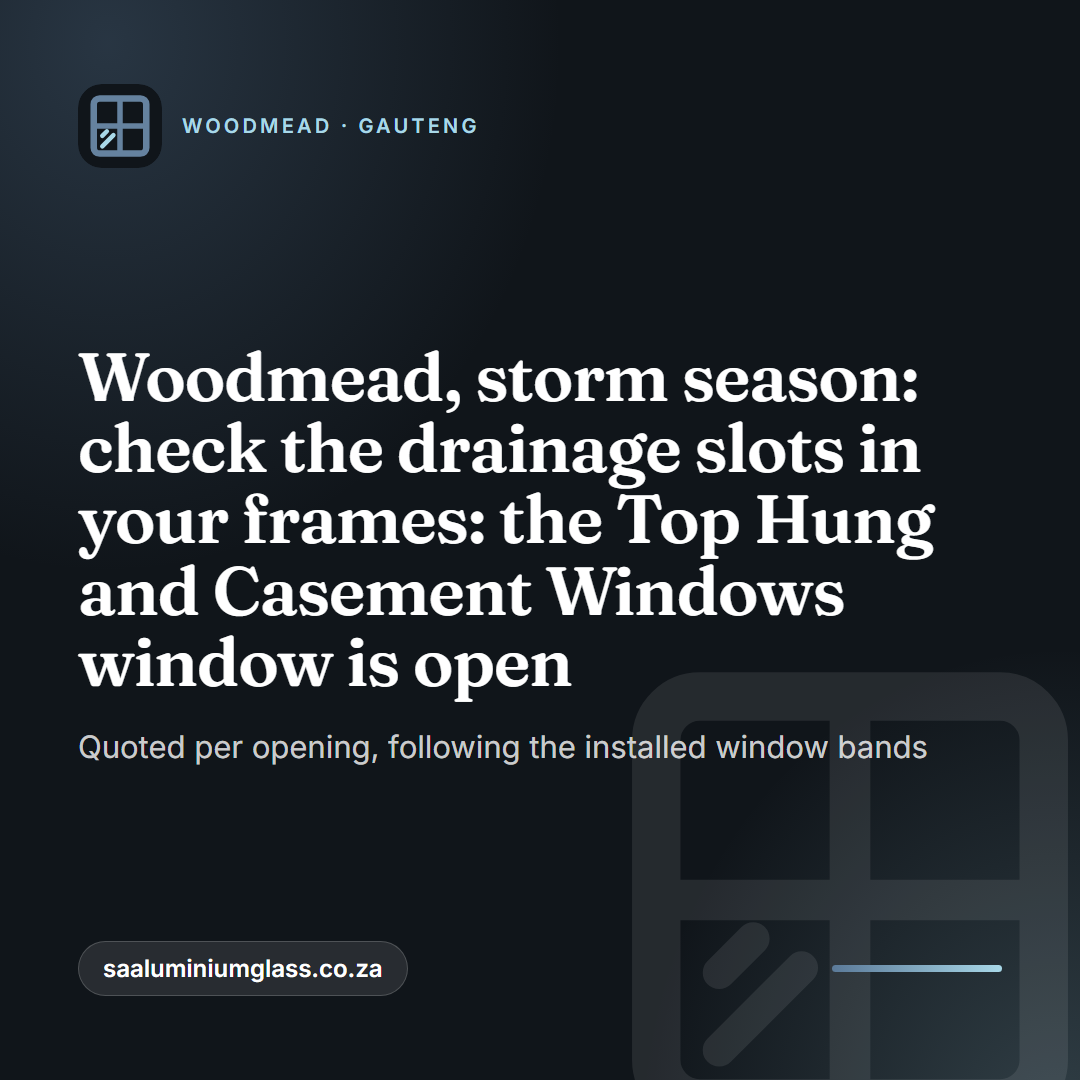 WOODMEAD · GAUTENG
Woodmead, storm season:
check the drainage slots in
your frames: the Top Hung
and Casement Windows
window is open
Quoted per opening, following the installed window bands
saaluminiumglass.co.za